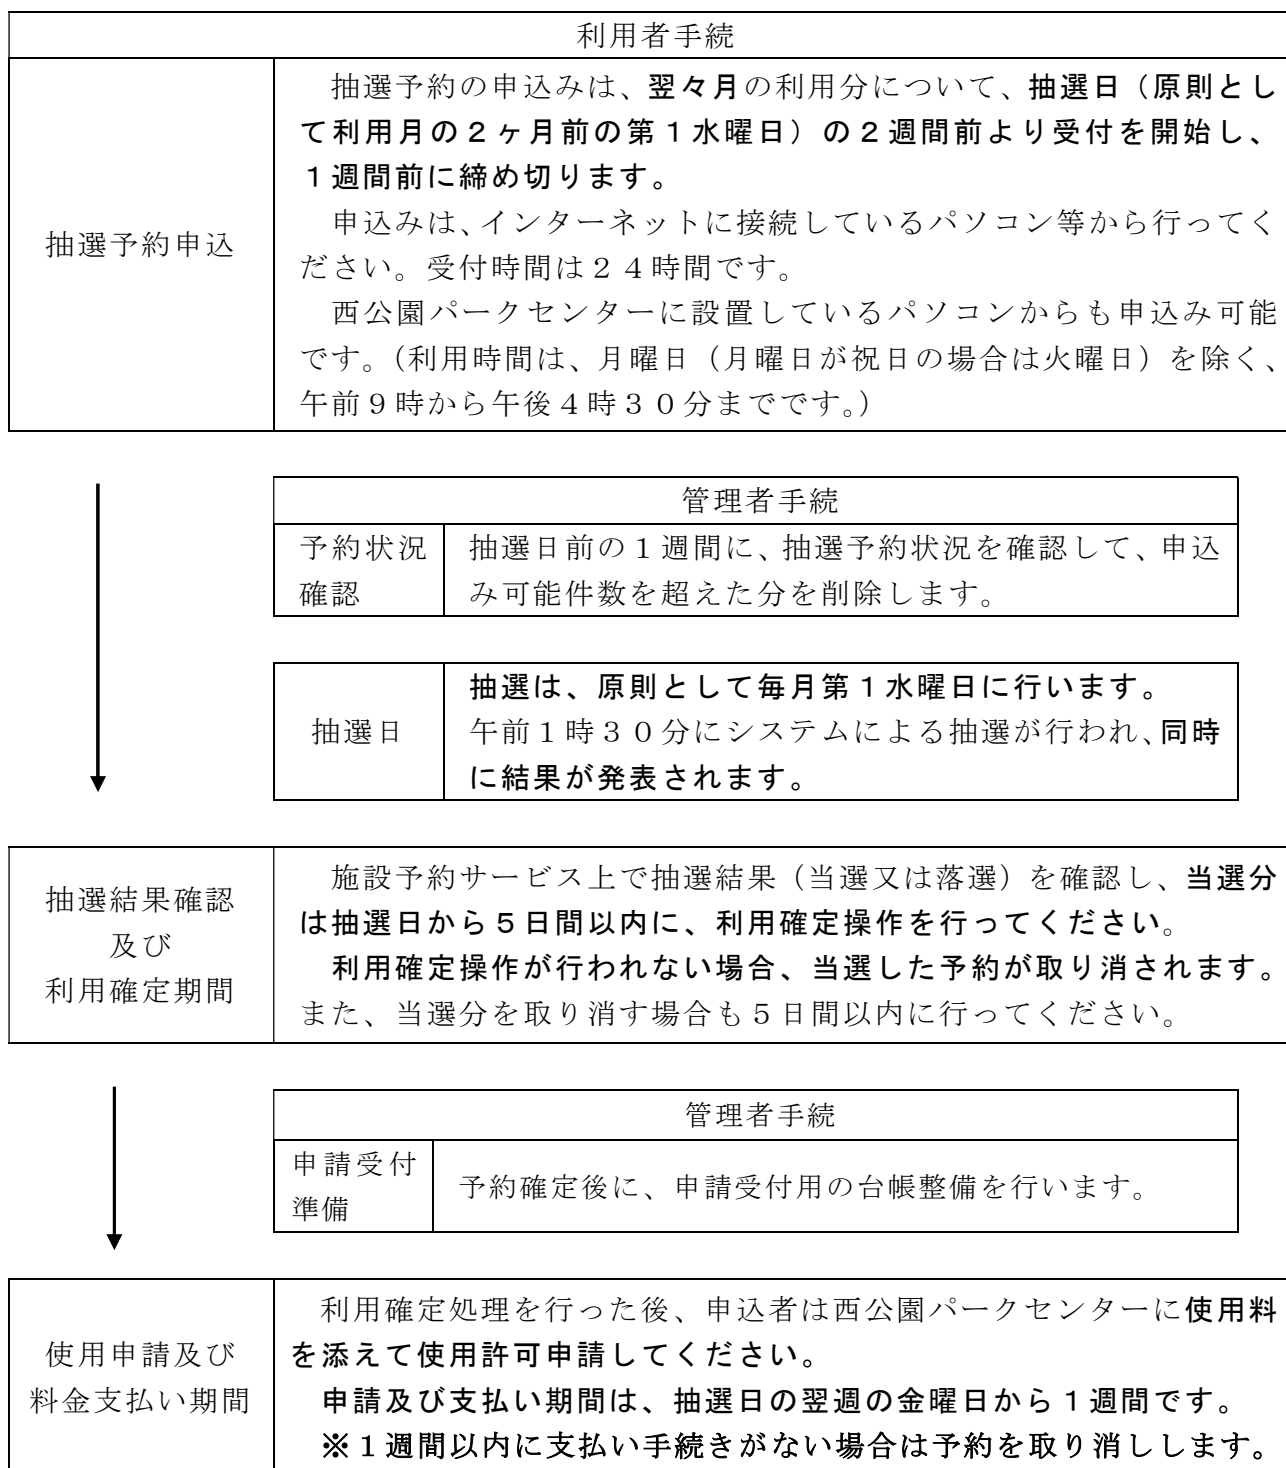 利用者手続
抽選予約申込
抽選予約の申込みは、翌々月の利用分について、抽選日（原則とし
て利用月の２ヶ月前の第１水曜日）の２週間前より受付を開始し、
１週間前に締め切ります。
申込みは、インターネットに接続しているパソコン等から行ってく
ださい。受付時間は２４時間です。
西公園パークセンターに設置しているパソコンからも申込み可能
です。（利用時間は、月曜日（月曜日が祝日の場合は火曜日）を除く、
午前９時から午後４時３０分までです。）
管理者手続
予約状況
確認
抽選日前の１週間に、抽選予約状況を確認して、申込
み可能件数を超えた分を削除します。
抽選日
抽選は、原則として毎月第１水曜日に行います。
午前１時３０分にシステムによる抽選が行われ、同時
に結果が発表されます。
抽選結果確認
及び
利用確定期間
施設予約サービス上で抽選結果（当選又は落選）を確認し、当選分
は抽選日から５日間以内に、利用確定操作を行ってください。
利用確定操作が行われない場合、当選した予約が取り消されます。
また、当選分を取り消す場合も５日間以内に行ってください。
管理者手続
申請受付
準備
予約確定後に、申請受付用の台帳整備を行います。
使用申請及び
料金支払い期間
利用確定処理を行った後、申込者は西公園パークセンターに使用料
を添えて使用許可申請してください。
申請及び支払い期間は、抽選日の翌週の金曜日から１週間です。
※１週間以内に支払い手続きがない場合は予約を取り消しします。